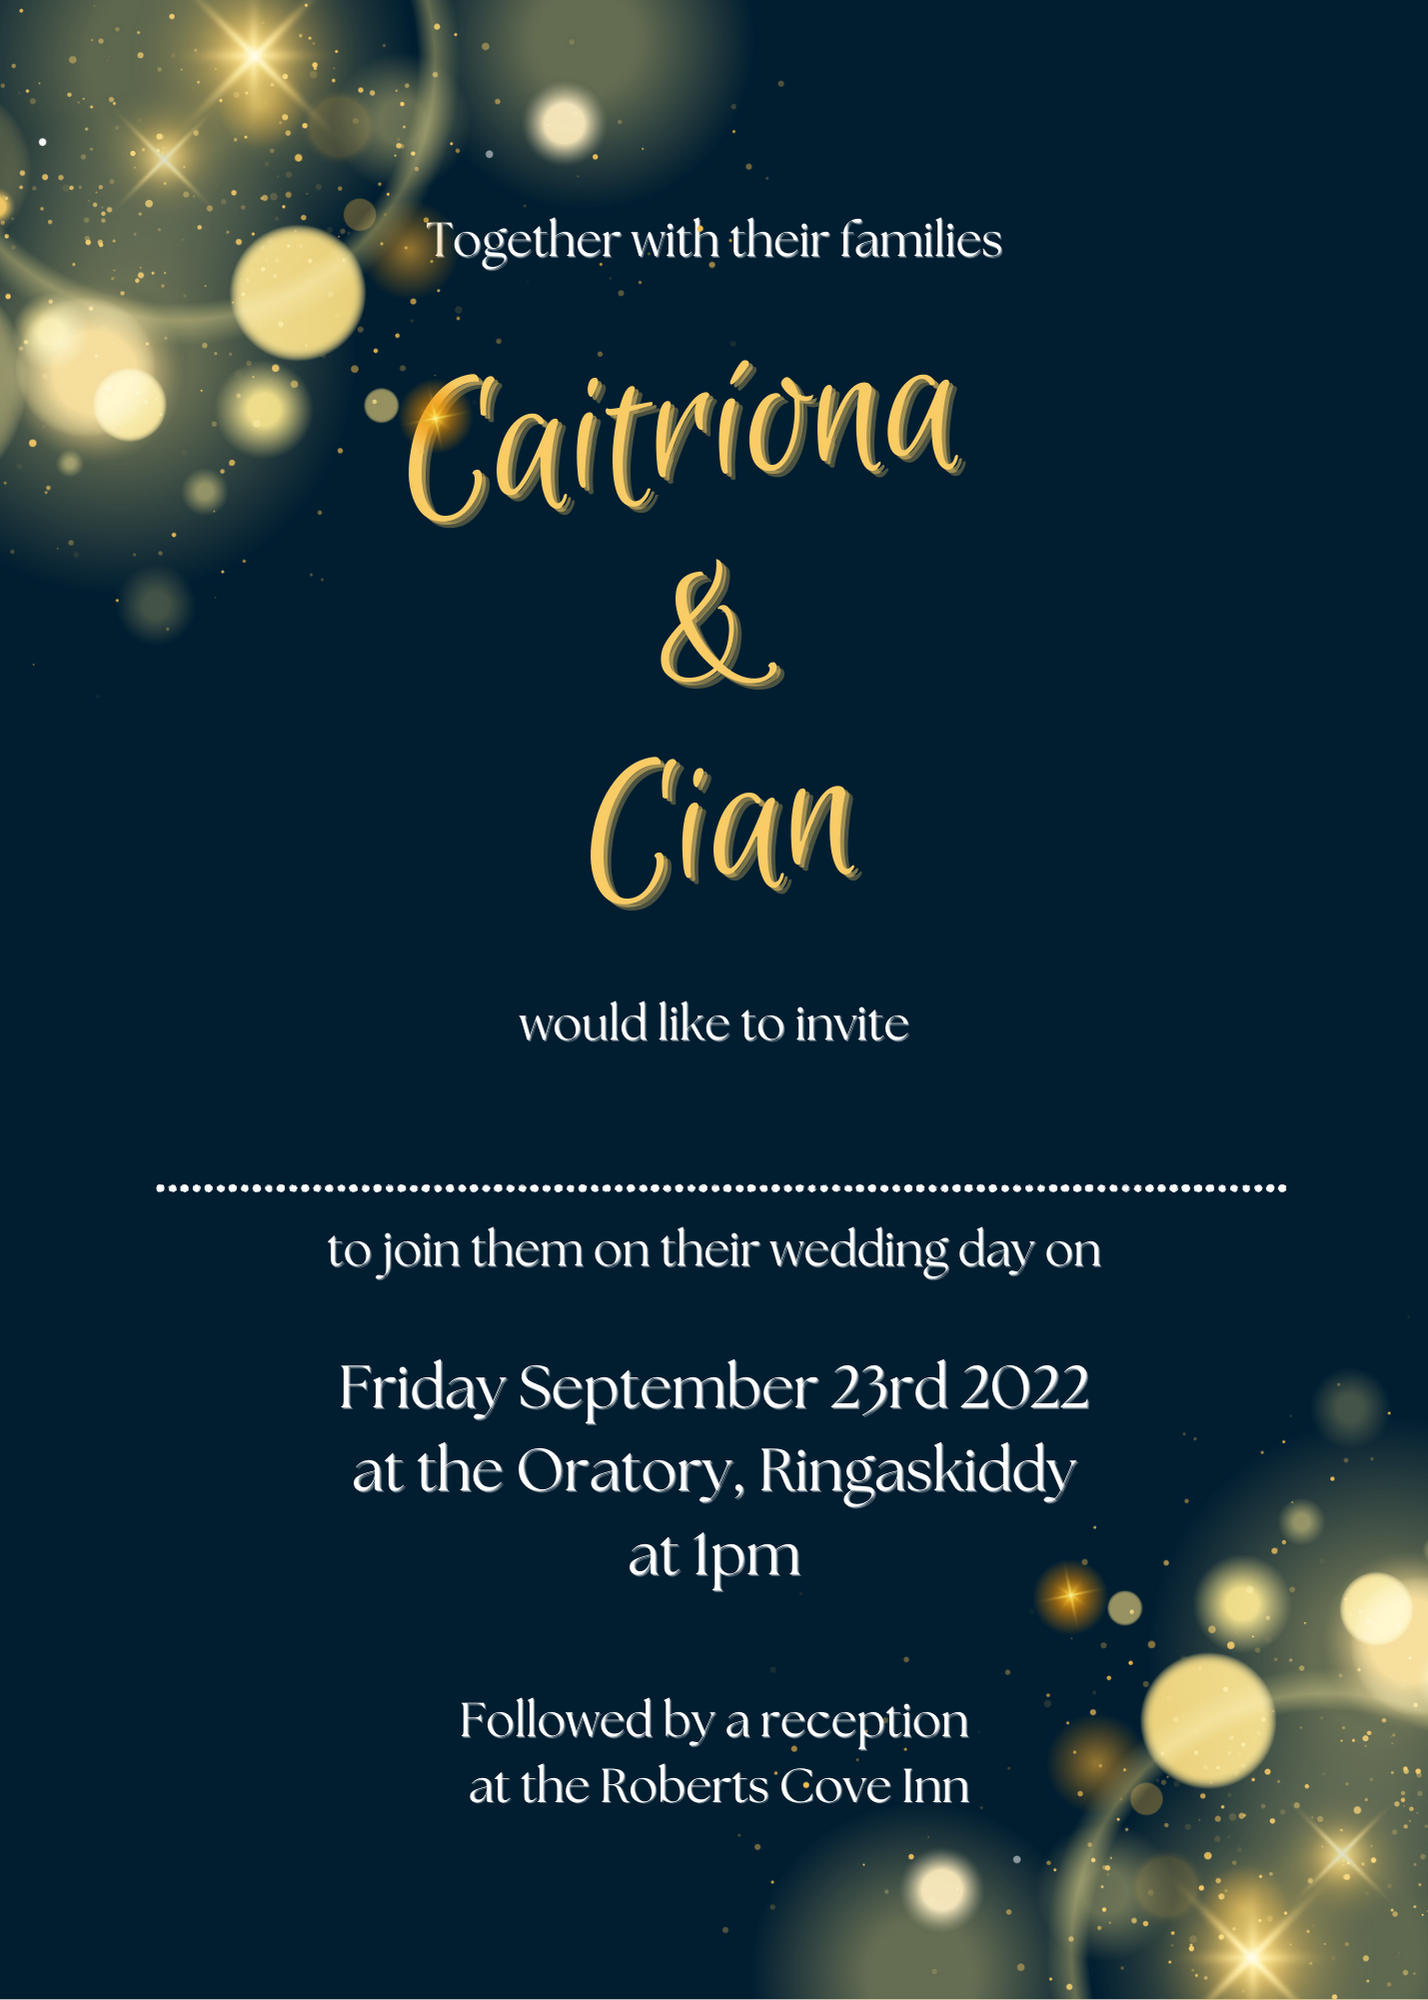 Together with their families
Caitríona
&
Cian
would like to invite
to join them on their wedding day on
Friday September 23rd 2022
at the Oratory, Ringaskiddy
at 1pm
Followed by a reception
at the Roberts Cove Inn